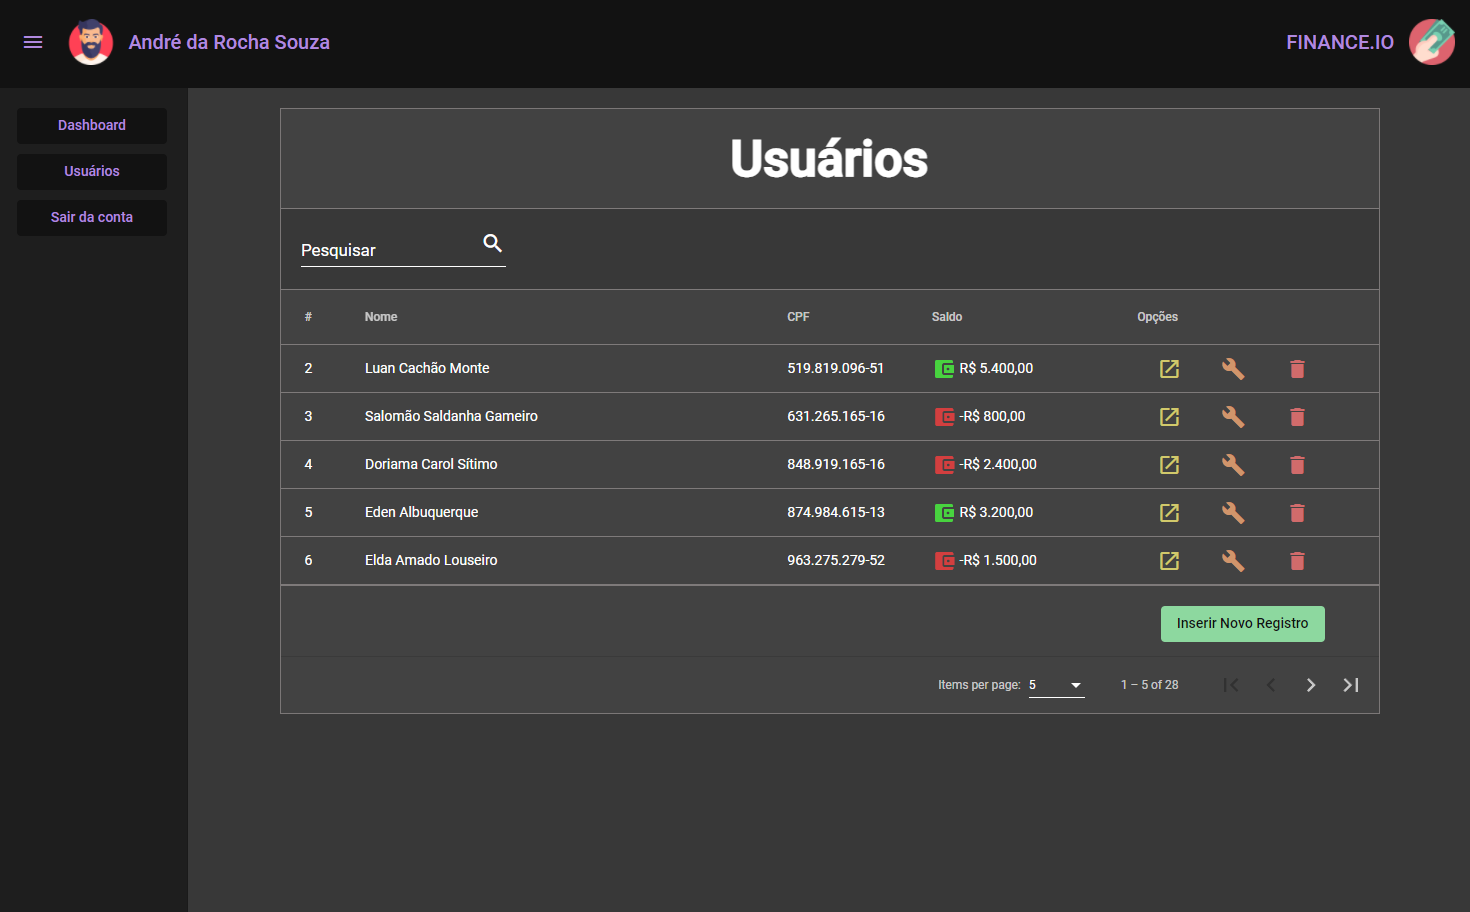 André da Rocha Souza
FINANCE.IO
Dashboard
Usuários
Sair da conta
Usuários
Pesquisar
# Nome CPF Saldo Opções
2 Luan Cachão Monte 519.819.096-51 R$ 5.400,00
3 Salomão Saldanha Gameiro 631.265.165-16 -R$ 800,00
4 Doriama Carol Sítimo 848.919.165-16 -R$ 2.400,00
5 Eden Albuquerque 874.984.615-13 R$ 3.200,00
6 Elda Amado Louseiro 963.275.279-52 -R$ 1.500,00
Inserir Novo Registro
Items per page: 5 1 – 5 of 28